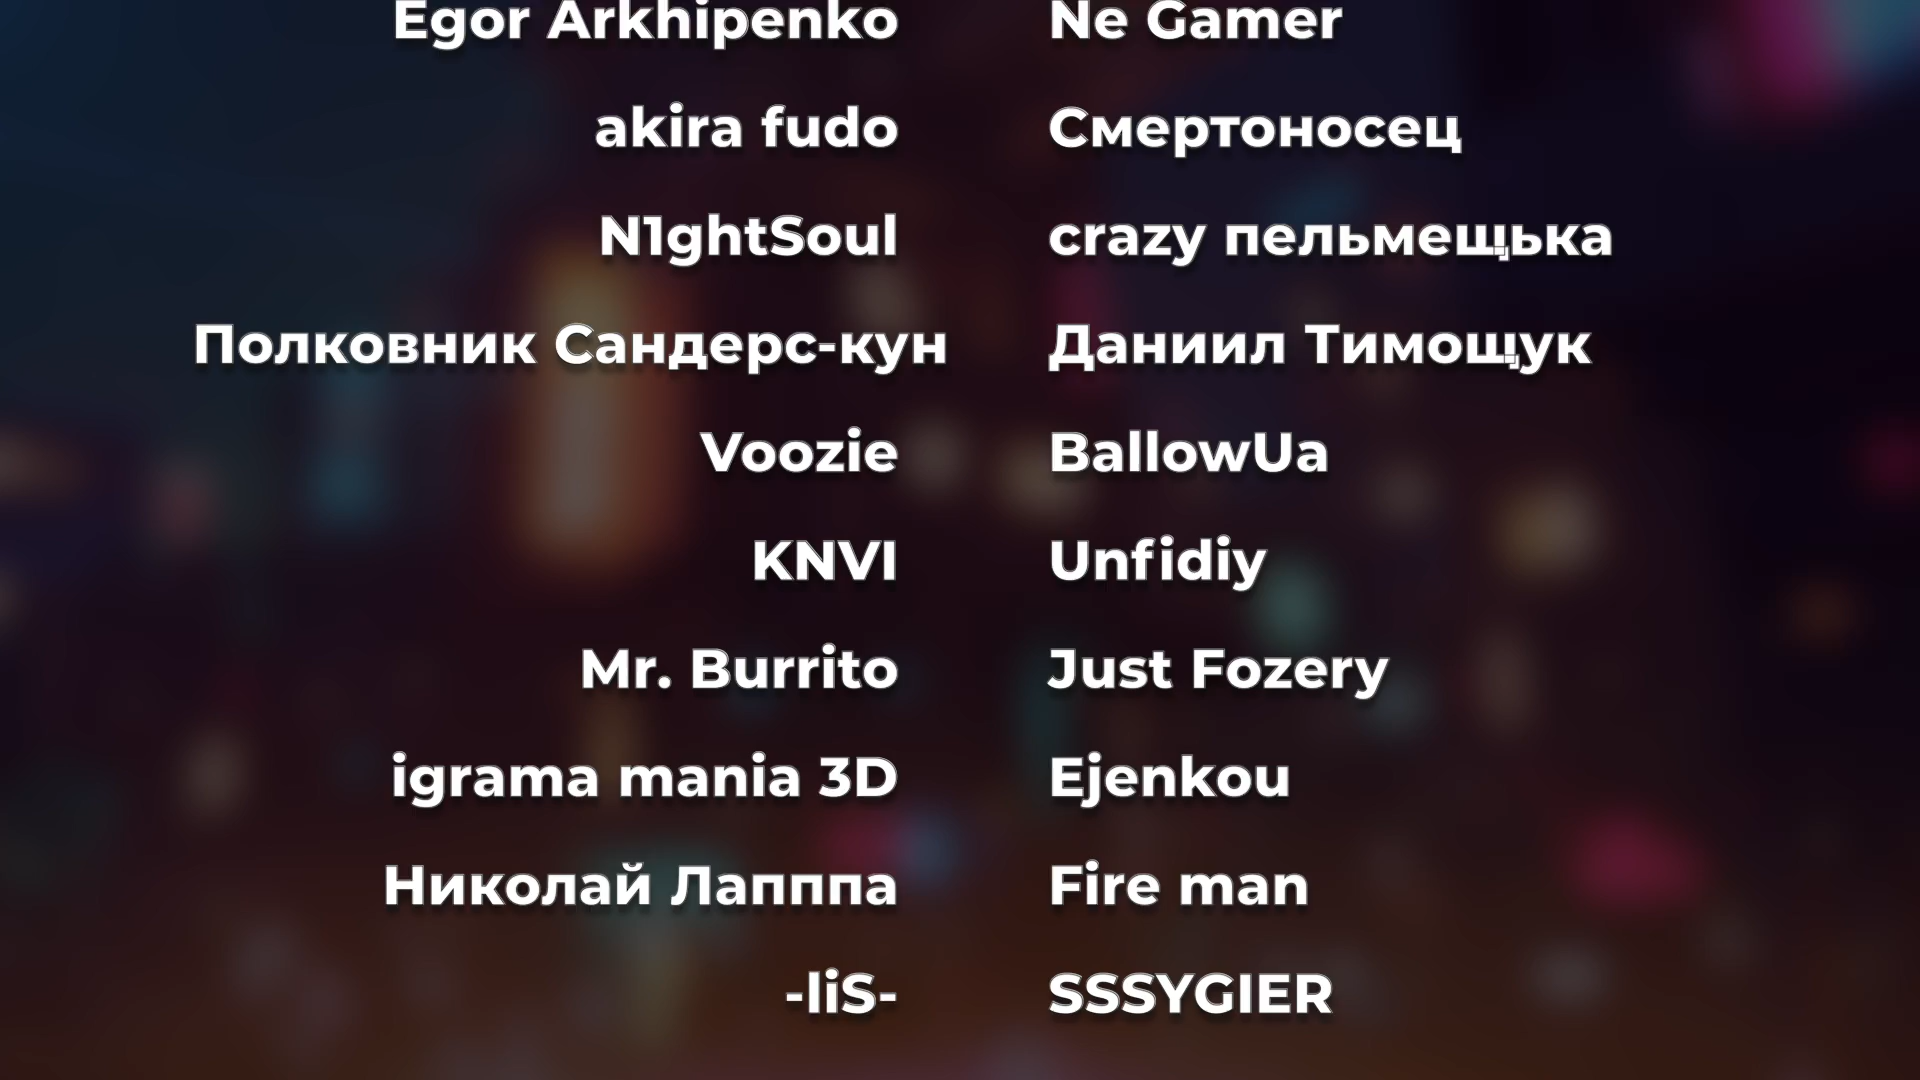 Egor Arkhipenko Ne Gamer
akira fudo Смертоносец
N1ghtSoul crazy пельмещька
Полковник Сандерс-кун Даниил Тимощук
Voozie BallowUa
KNVI Unfidiy
Mr. Burrito Just Fozery
igrama mania 3D Ejenkou
Николай Лапппа Fire man
-liS- SSSYGIER